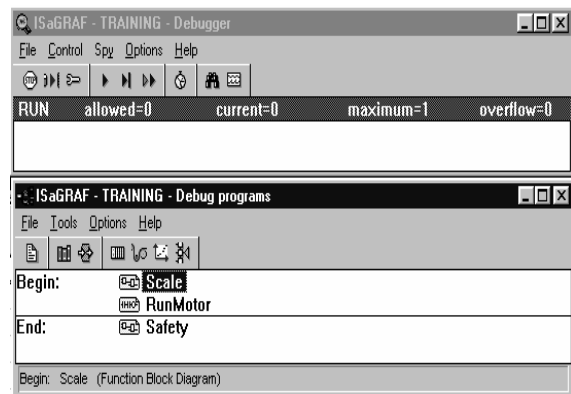 ISaGRAF - TRAINING - Debugger
File Control Spy Options Help
STOP
RUN allowed=0 current=0 maximum=1 overflow=0
ISaGRAF - TRAINING - Debug programs
File Tools Options Help
Begin: Scale
RunMotor
End: Safety
Begin: Scale (Function Block Diagram)